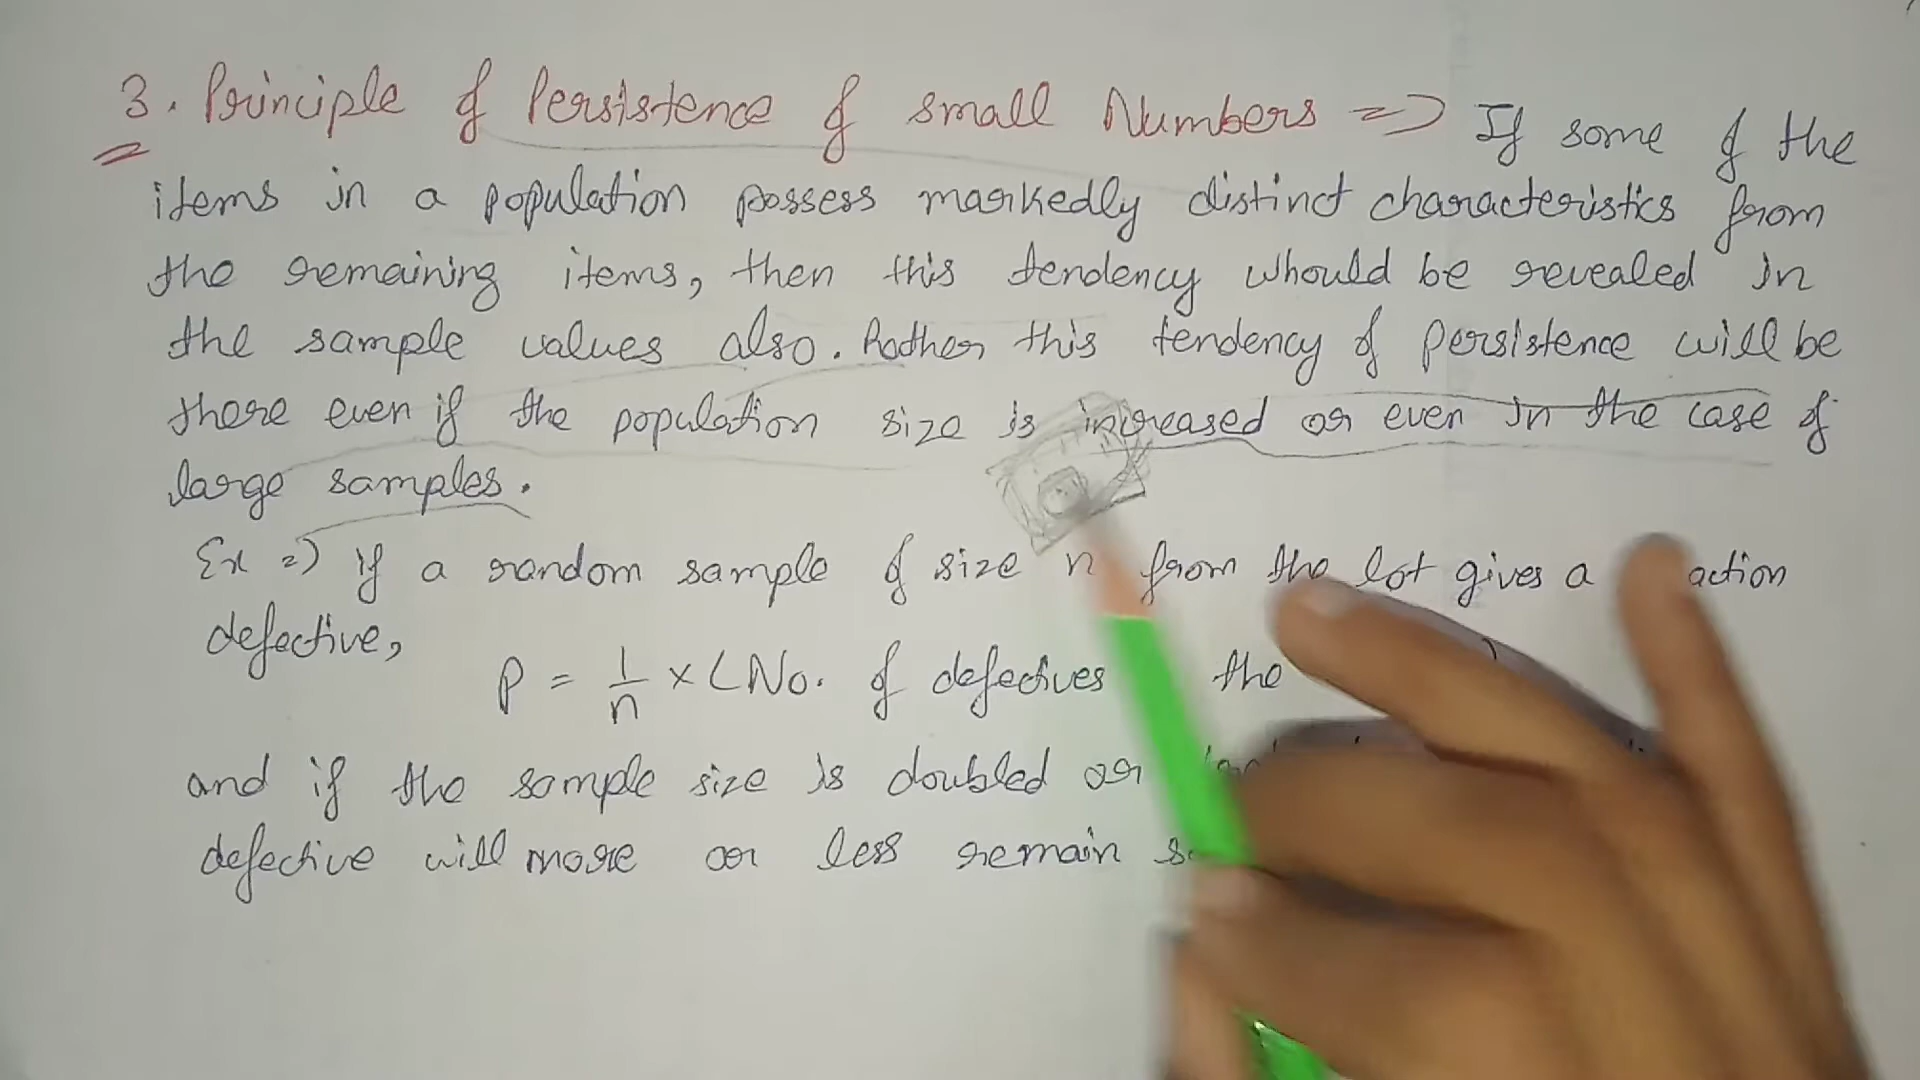 3. Principle of Persistence of small Numbers => If some of the
items in a population possess markedly distinct characteristics from
the remaining items, then this tendency whould be revealed in
the sample values also. Rather this tendency of persistence will be
there even if the population size is increased or even in the case of
large samples.
Ex => if a random sample of size n from the lot gives a action
defective,
P = 1/n × (No. of defectives the )
and if the sample size is doubled or
defective will more or less remain